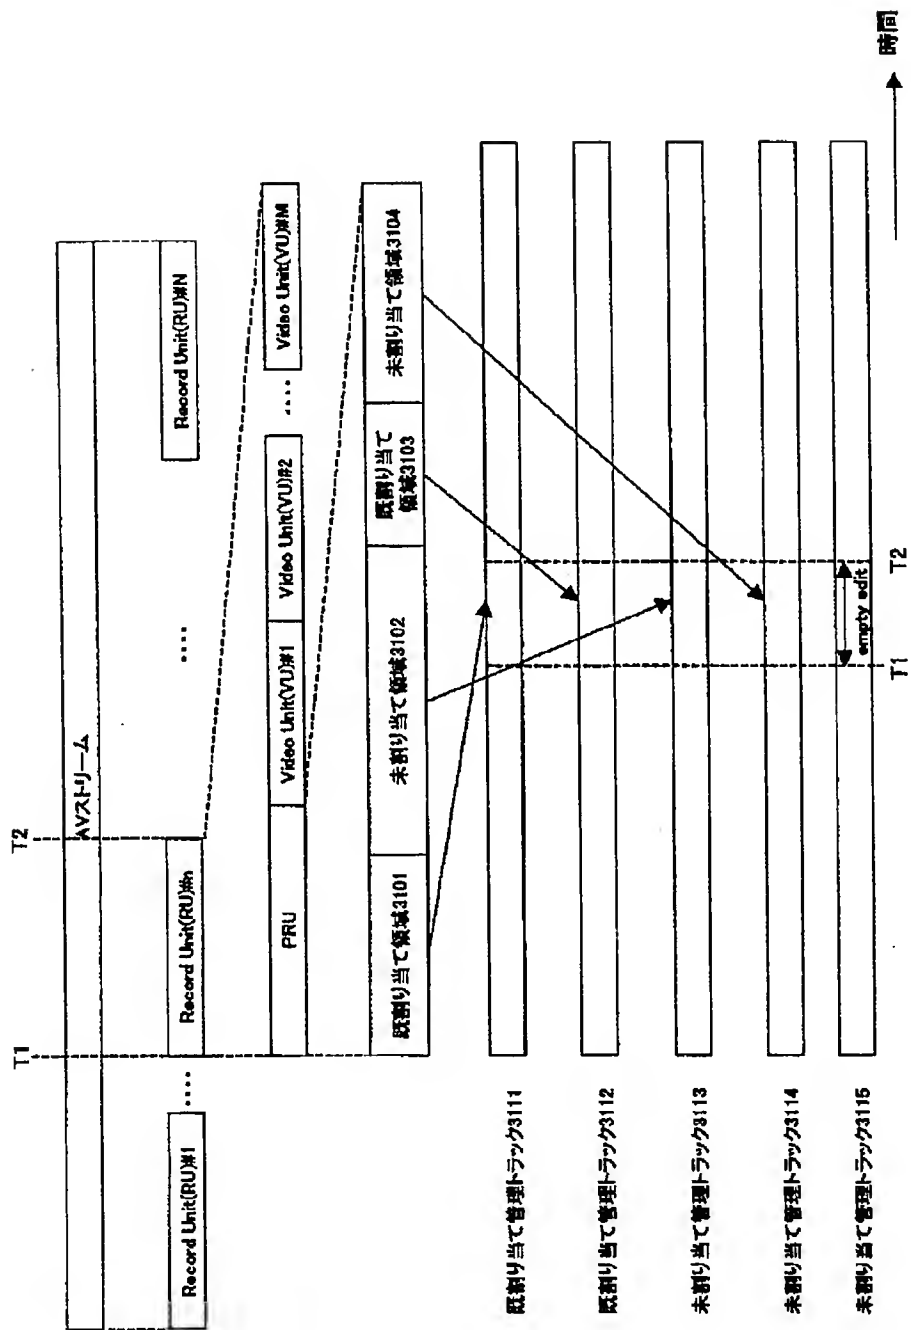 T1
T2
AVストリーム
Record Unit(RU)#1
‥‥
Record Unit(RU)#n
‥‥
Record Unit(RU)#N
PRU
Video Unit(VU)#1
Video Unit(VU)#2
‥‥
Video Unit(VU)#M
既割り当て領域3101
未割り当て領域3102
既割り当て
領域3103
未割り当て領域3104
既割り当て管理トラック3111
既割り当て管理トラック3112
未割り当て管理トラック3113
未割り当て管理トラック3114
未割り当て管理トラック3115
empty edit
T1
T2
時間